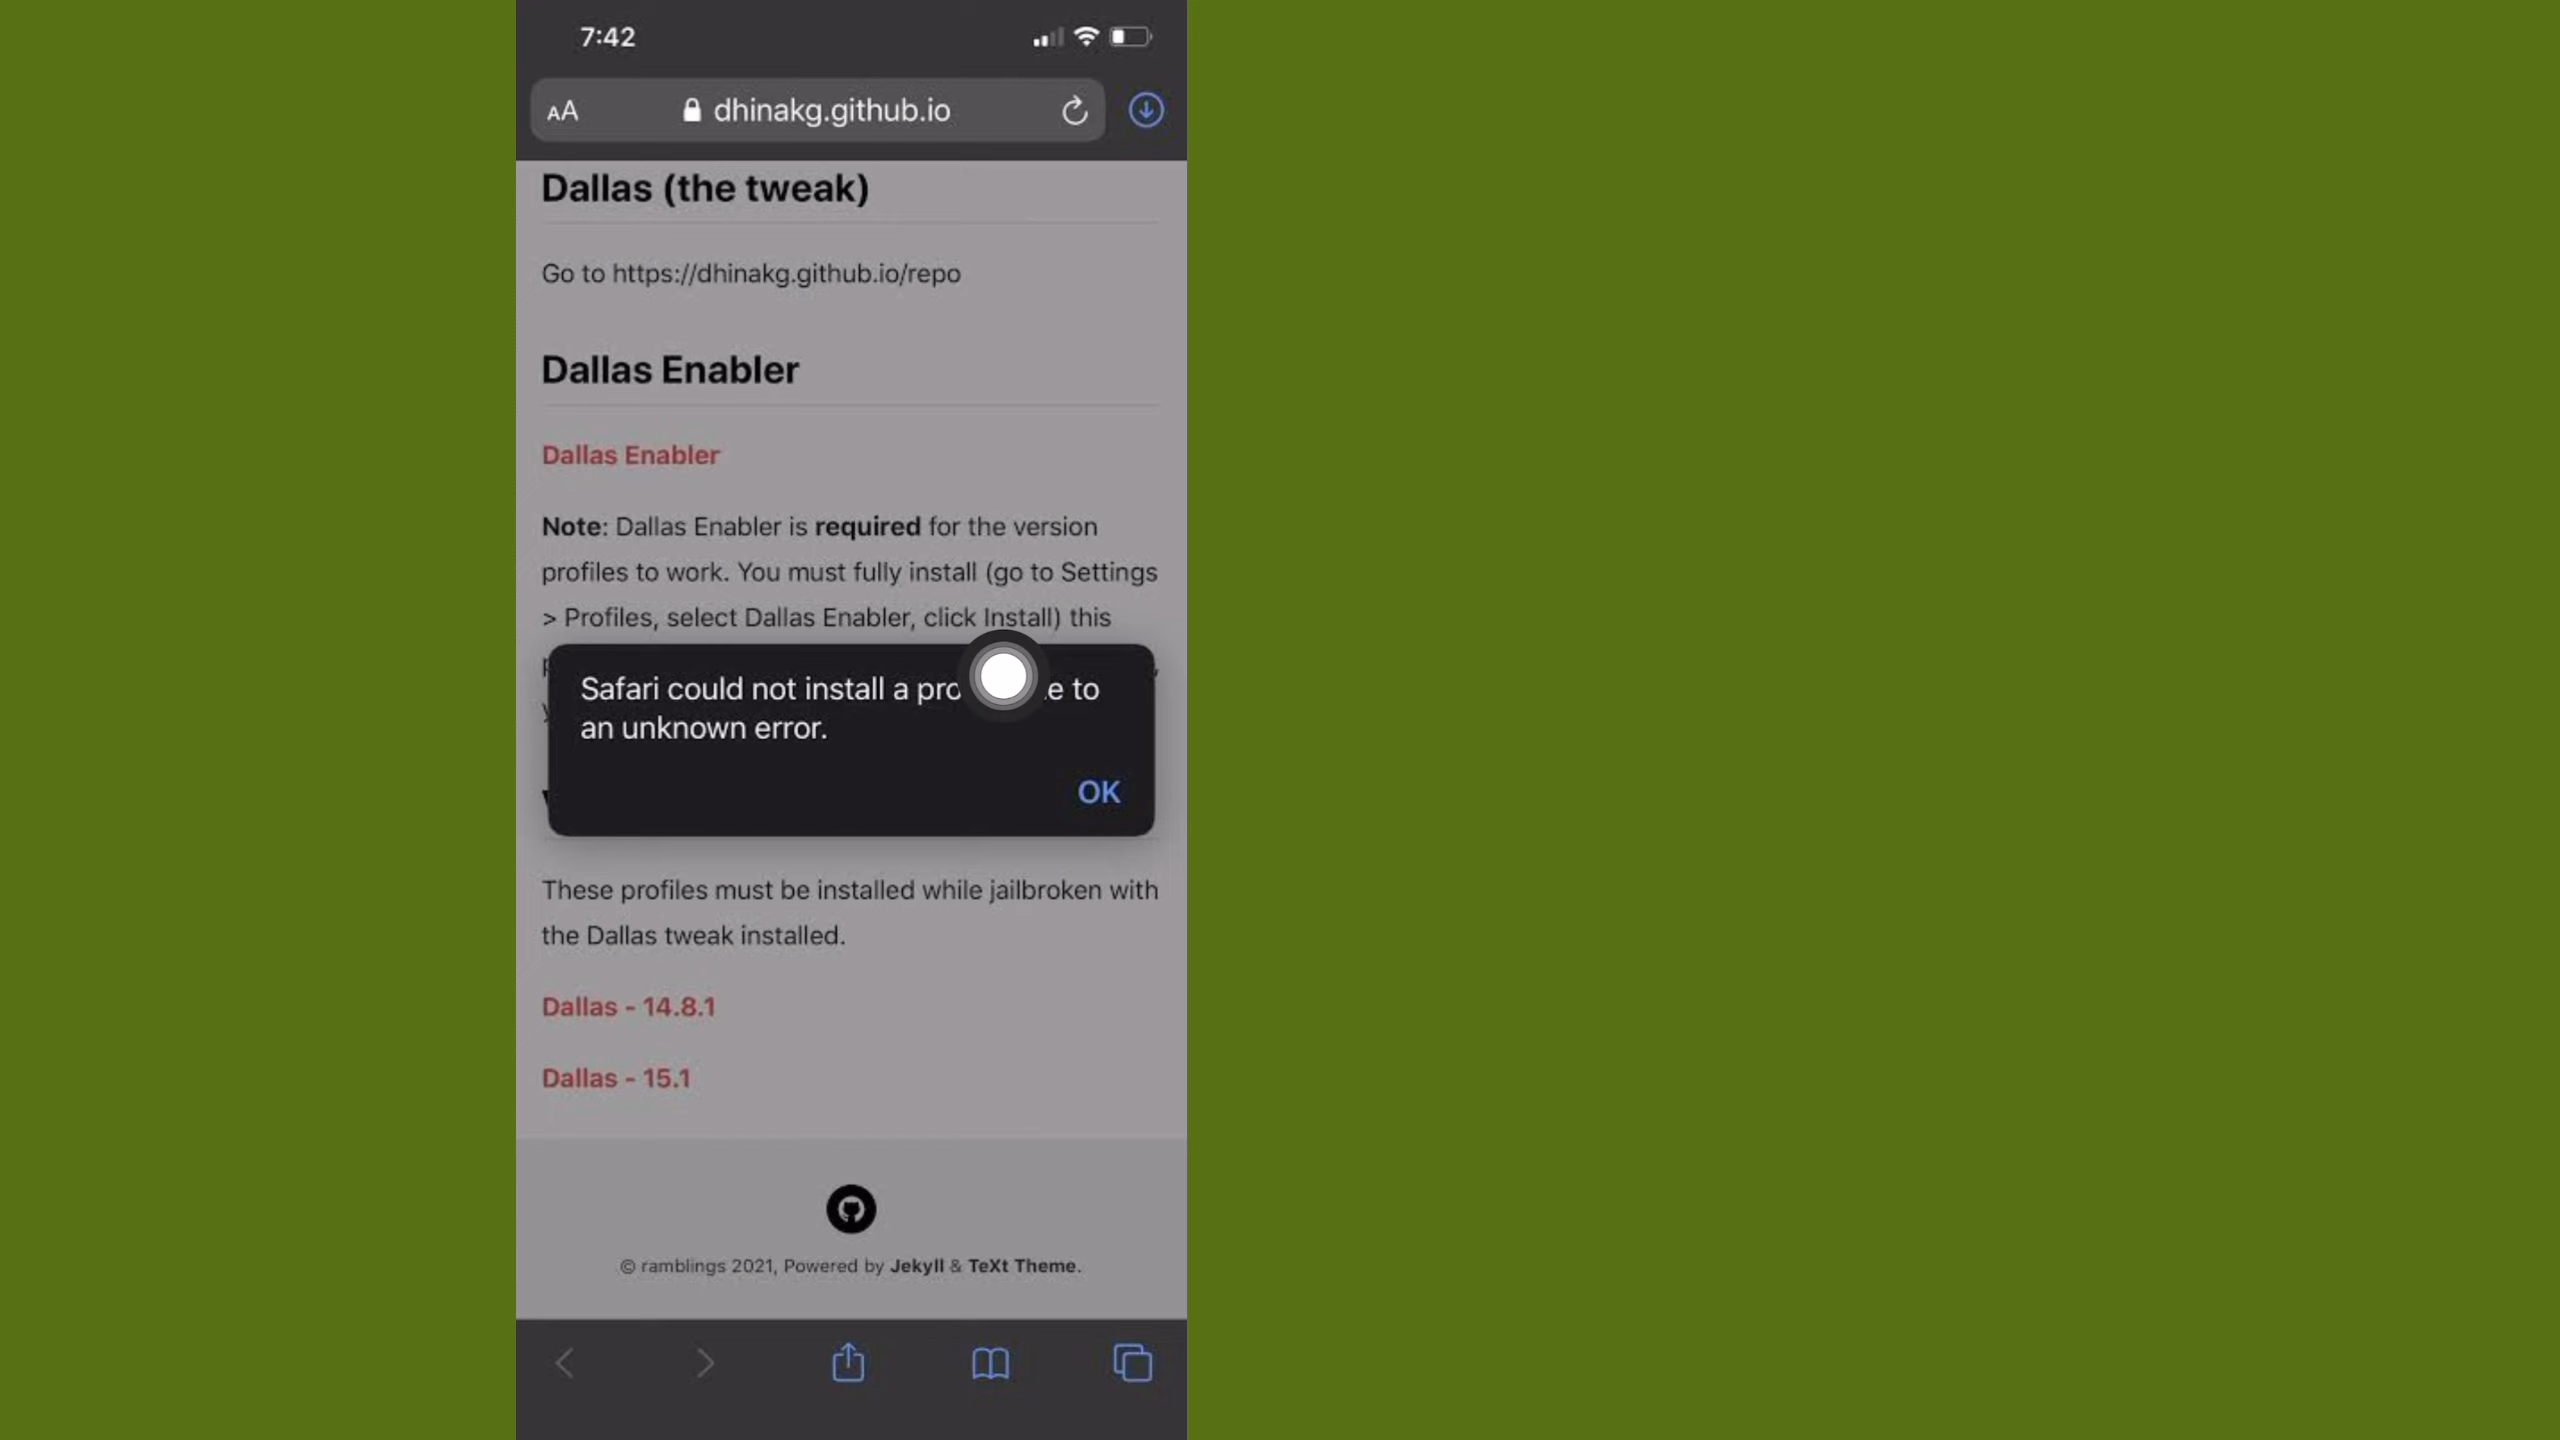 7:42
AA dhinakg.github.io
Dallas (the tweak)
Go to https://dhinakg.github.io/repo
Dallas Enabler
Dallas Enabler
Note: Dallas Enabler is required for the version
profiles to work. You must fully install (go to Settings
> Profiles, select Dallas Enabler, click Install) this
Safari could not install a to
an unknown error.
OK
These profiles must be installed while jailbroken with
the Dallas tweak installed.
Dallas - 14.8.1
Dallas - 15.1
© ramblings 2021, Powered by Jekyll & TeXt Theme.